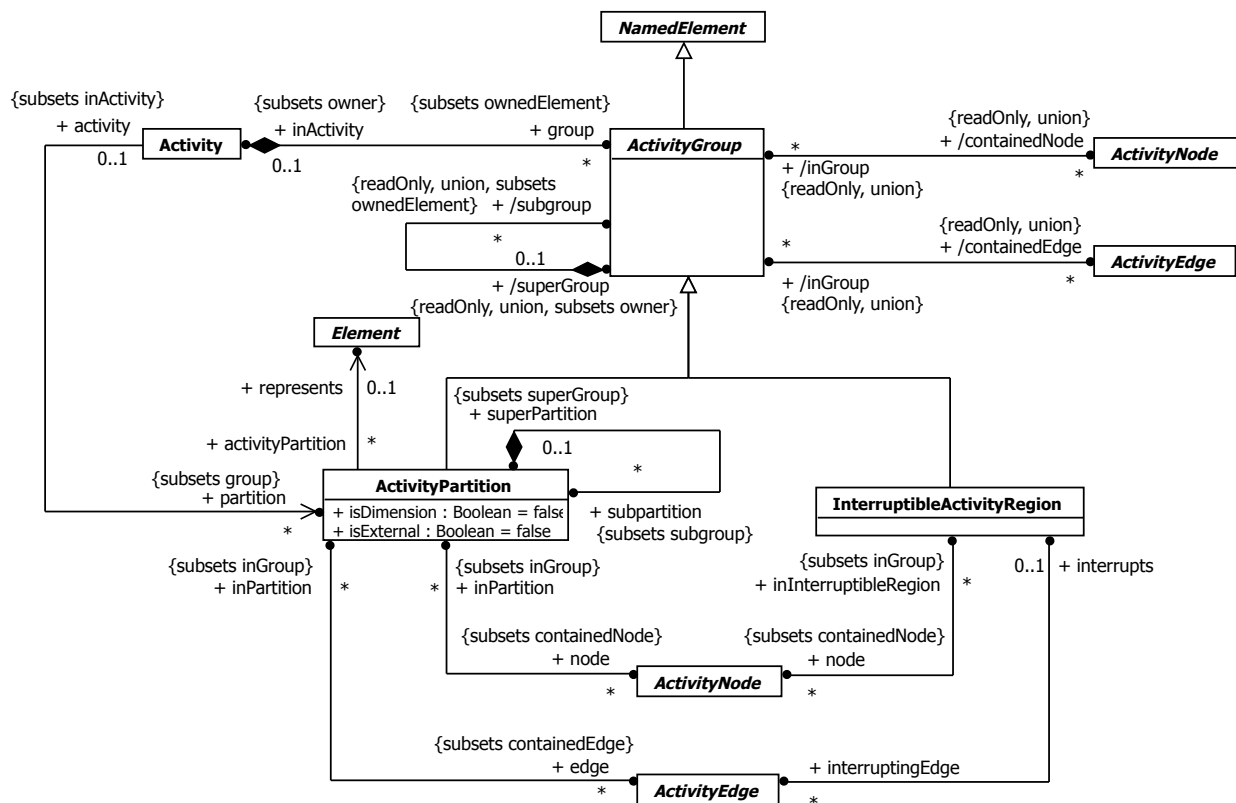 NamedElement
{subsets inActivity}
{subsets owner}
{subsets ownedElement}
{readOnly, union}
+ activity
+ inActivity
+ group
+ /containedNode
Activity
ActivityGroup
ActivityNode
0..1
0..1
*
*
*
+ /inGroup
{readOnly, union}
{readOnly, union, subsets
ownedElement} + /subgroup
*
0..1
+ /superGroup
{readOnly, union, subsets owner}
{readOnly, union}
+ /containedEdge
*
ActivityEdge
*
+ /inGroup
{readOnly, union}
Element
+ represents
0..1
+ activityPartition
*
{subsets superGroup}
+ superPartition
0..1
*
{subsets group}
+ partition
*
ActivityPartition
+ isDimension : Boolean = false
+ isExternal : Boolean = false
+ subpartition
{subsets subgroup}
InterruptibleActivityRegion
{subsets inGroup}
+ inPartition
*
{subsets inGroup}
+ inPartition
*
{subsets inGroup}
+ inInterruptibleRegion
*
0..1
+ interrupts
{subsets containedNode}
+ node
*
ActivityNode
{subsets containedNode}
+ node
*
{subsets containedEdge}
+ edge
*
ActivityEdge
+ interruptingEdge
*